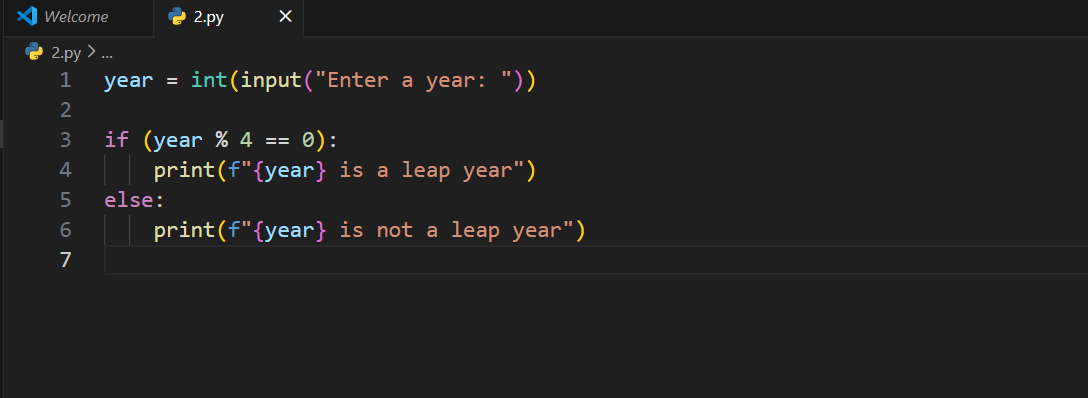 Welcome
2.py
2.py > ...
1 year = int(input("Enter a year: "))
2
3 if (year % 4 == 0):
4     print(f"{year} is a leap year")
5 else:
6     print(f"{year} is not a leap year")
7